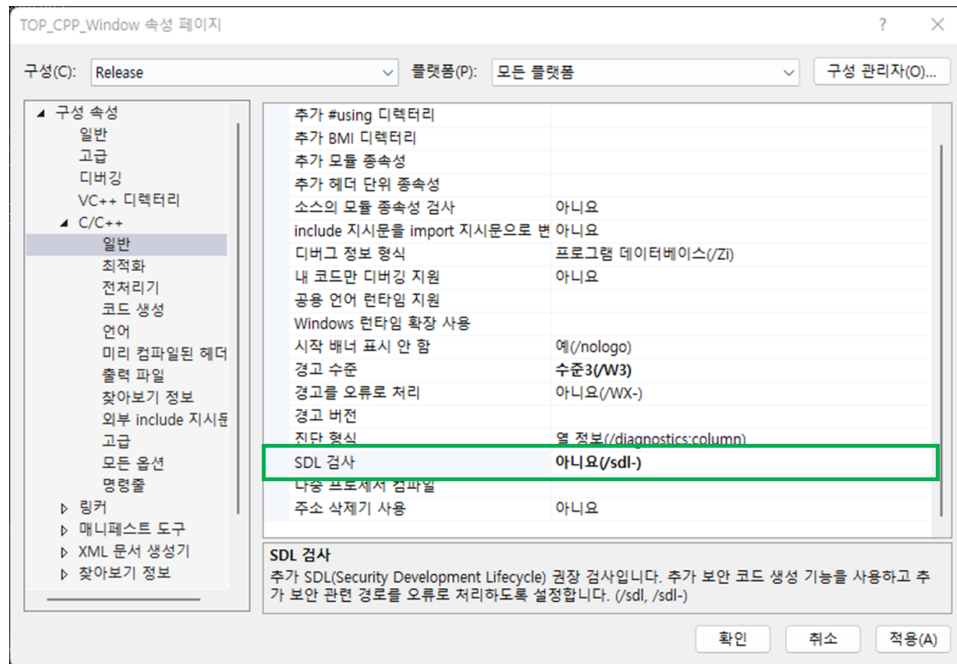 TOP_CPP_Window 속성 페이지
?
구성(C): Release 플랫폼(P): 모든 플랫폼 구성 관리자(O)...
구성 속성
일반
고급
디버깅
VC++ 디렉터리
C/C++
일반
최적화
전처리기
코드 생성
언어
미리 컴파일된 헤더
출력 파일
찾아보기 정보
외부 include 지시문
고급
모든 옵션
명령줄
링커
매니페스트 도구
XML 문서 생성기
찾아보기 정보
추가 #using 디렉터리
추가 BMI 디렉터리
추가 모듈 종속성
추가 헤더 단위 종속성
소스의 모듈 종속성 검사 아니요
include 지시문을 import 지시문으로 변 아니요
디버그 정보 형식 프로그램 데이터베이스(/Zi)
내 코드만 디버깅 지원 아니요
공용 언어 런타임 지원
Windows 런타임 확장 사용
시작 배너 표시 안 함 예(/nologo)
경고 수준 수준3(/W3)
경고를 오류로 처리 아니요(/WX-)
경고 버전
진단 형식 열 정보(/diagnostics:column)
SDL 검사 아니요(/sdl-)
다중 프로세서 컴파일
주소 삭제기 사용 아니요
SDL 검사
추가 SDL(Security Development Lifecycle) 권장 검사입니다. 추가 보안 코드 생성 기능을 사용하고 추
가 보안 관련 경로를 오류로 처리하도록 설정합니다. (/sdl, /sdl-)
확인 취소 적용(A)